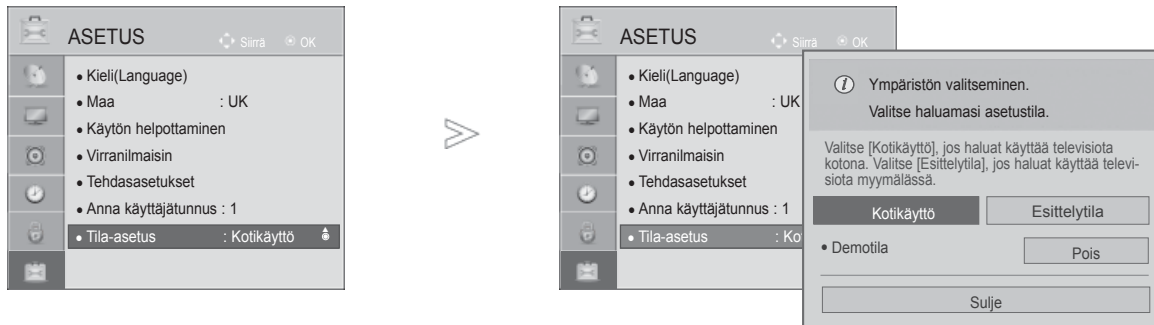 ASETUS
Siirrä OK
• Kieli(Language)
• Maa : UK
• Käytön helpottaminen
• Virranilmaisin
• Tehdasasetukset
• Anna käyttäjätunnus : 1
• Tila-asetus : Kotikäyttö
ASETUS
Siirrä OK
• Kieli(Language)
• Maa : UK
• Käytön helpottaminen
• Virranilmaisin
• Tehdasasetukset
• Anna käyttäjätunnus : 1
• Tila-asetus : Ko
Ympäristön valitseminen.
Valitse haluamasi asetustila.
Valitse [Kotikäyttö], jos haluat käyttää televisiota
kotona. Valitse [Esittelytila], jos haluat käyttää televi-
siota myymälässä.
Kotikäyttö Esittelytila
• Demotila Pois
Sulje